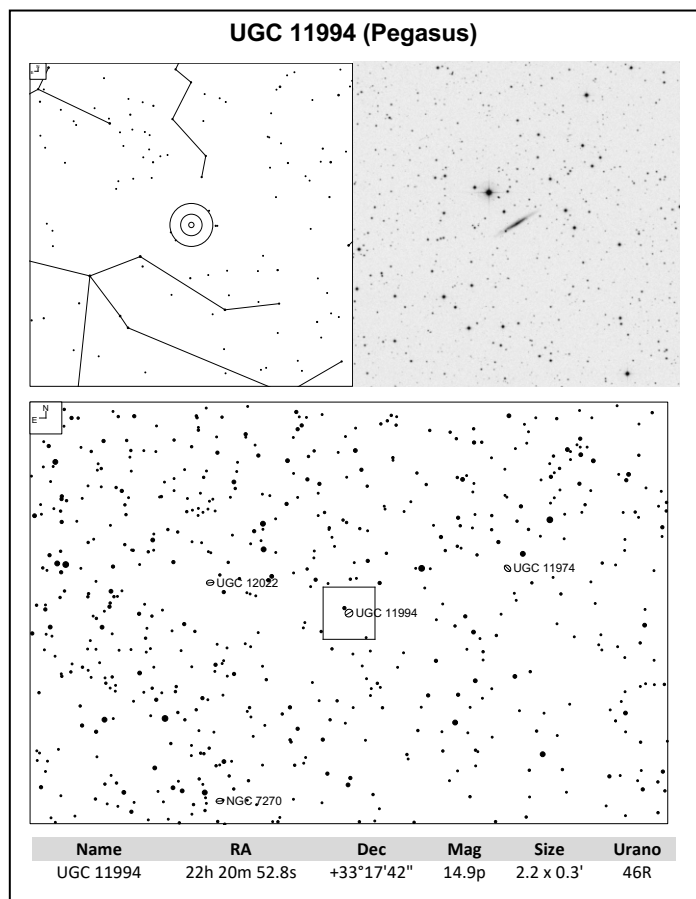 UGC 11994 (Pegasus)
N
E
UGC 11974
UGC 12022
UGC 11994
NGC 7270
Name RA Dec Mag Size Urano
UGC 11994 22h 20m 52.8s +33°17'42" 14.9p 2.2 x 0.3' 46R